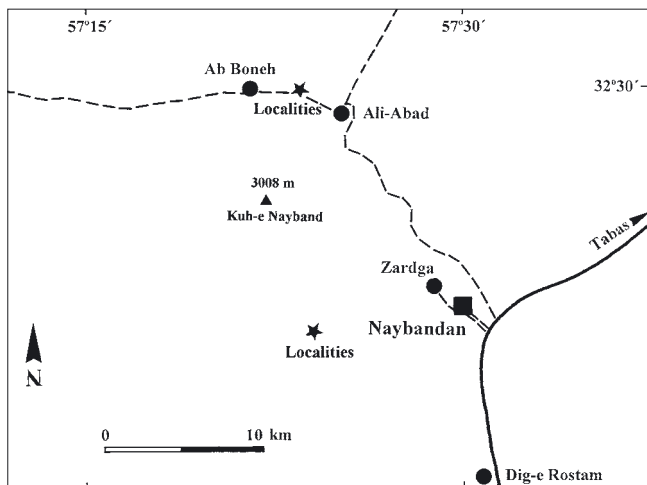 57°15´
57°30´
Ab Boneh
32°30´
Localities
Ali-Abad
3008 m
Kuh-e Nayband
Tabas
Zardga
Naybandan
Localities
N
0 10 km
Dig-e Rostam